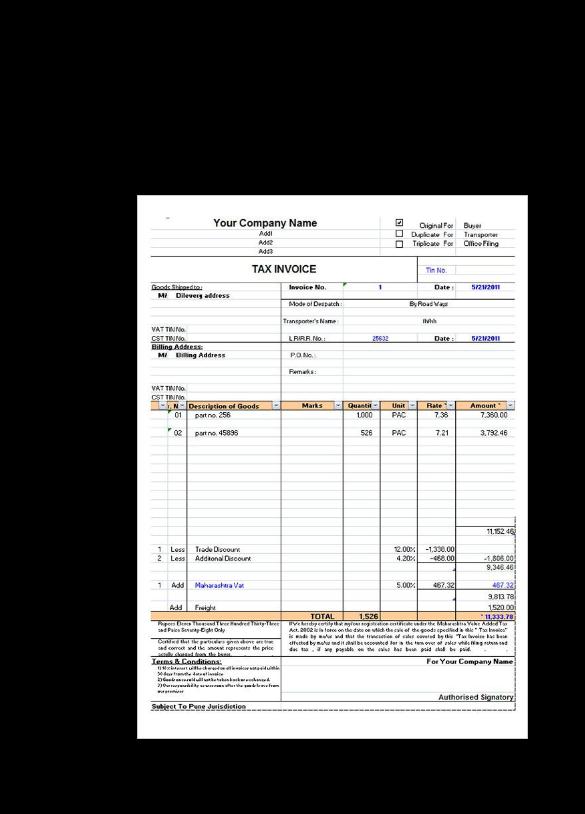 Your Company Name
Original For Buyer
Add1
Duplicate For Transporter
Add2
Triplicate For Office Filing
Add3
TAX INVOICE
Tin No.
Goods Shipped to:
Invoice No. 1 Date : 5/21/2011
M/ Dilevery address
Mode of Despatch : By Road Ways
Transporter's Name :
VAT TIN No.
CST TIN No. L.R/R.R. No. : 25632 Date : 5/21/2011
Billing Address:
M/ Billing Address P.O. No. :
Remarks :
VAT TIN No.
CST TIN No.
N Description of Goods Marks Quantit Unit Rate Amount
01 part no. 256 1,000 PAC 7.36 7,360.00
02 part no. 45896 526 PAC 7.21 3,792.46
11,152.46
1 Less Trade Discount 12.00% -1,338.00
2 Less Additonal Discount 4.20% -468.00 -1,806.00
9,346.46
1 Add Maharashtra Vat 5.00% 467.32 467.32
9,813.78
Add Freight 1,520.00
TOTAL 1,526 11,333.78
Rupees Eleven Thousand Three Hundred Thirty-Three
and Paise Seventy-Eight Only
Certified that the particulars given above are true
and correct and the amount represents the price
I/We hereby certify that my/our registration certificate under the Maharashtra Value Added Tax
Act. 2002 is in force on the date on which the sale of the goods specified in this " Tax Invoice"
is made by me/us and that the transaction of sales covered by this "Tax Invoice has been
effected by me/us and it shall be accounted for in the turn over of sales while filing return and
due tax , if any payable on the sales has been paid shall be paid.
Terms & Conditions:
For Your Company Name
Authorised Signatory
Subject To Pune Jurisdiction